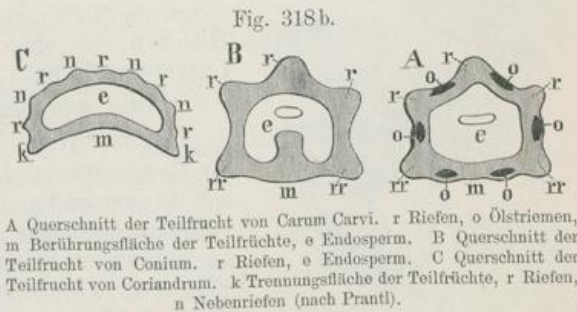 Fig. 318 b.
C
n r n
r r
n e n
r r
k m k
B
r
r r
e
rr m rr
A
r
o o
r r
o e o
rr o m o rr
A Querschnitt der Teilfrucht von Carum Carvi. r Riefen, o Ölstriemen,
m Berührungsfläche der Teilfrüchte, e Endosperm. B Querschnitt der
Teilfrucht von Conium. r Riefen, e Endosperm. C Querschnitt der
Teilfrucht von Coriandrum. k Trennungsfläche der Teilfrüchte, r Riefen,
n Nebenriefen (nach Prantl).